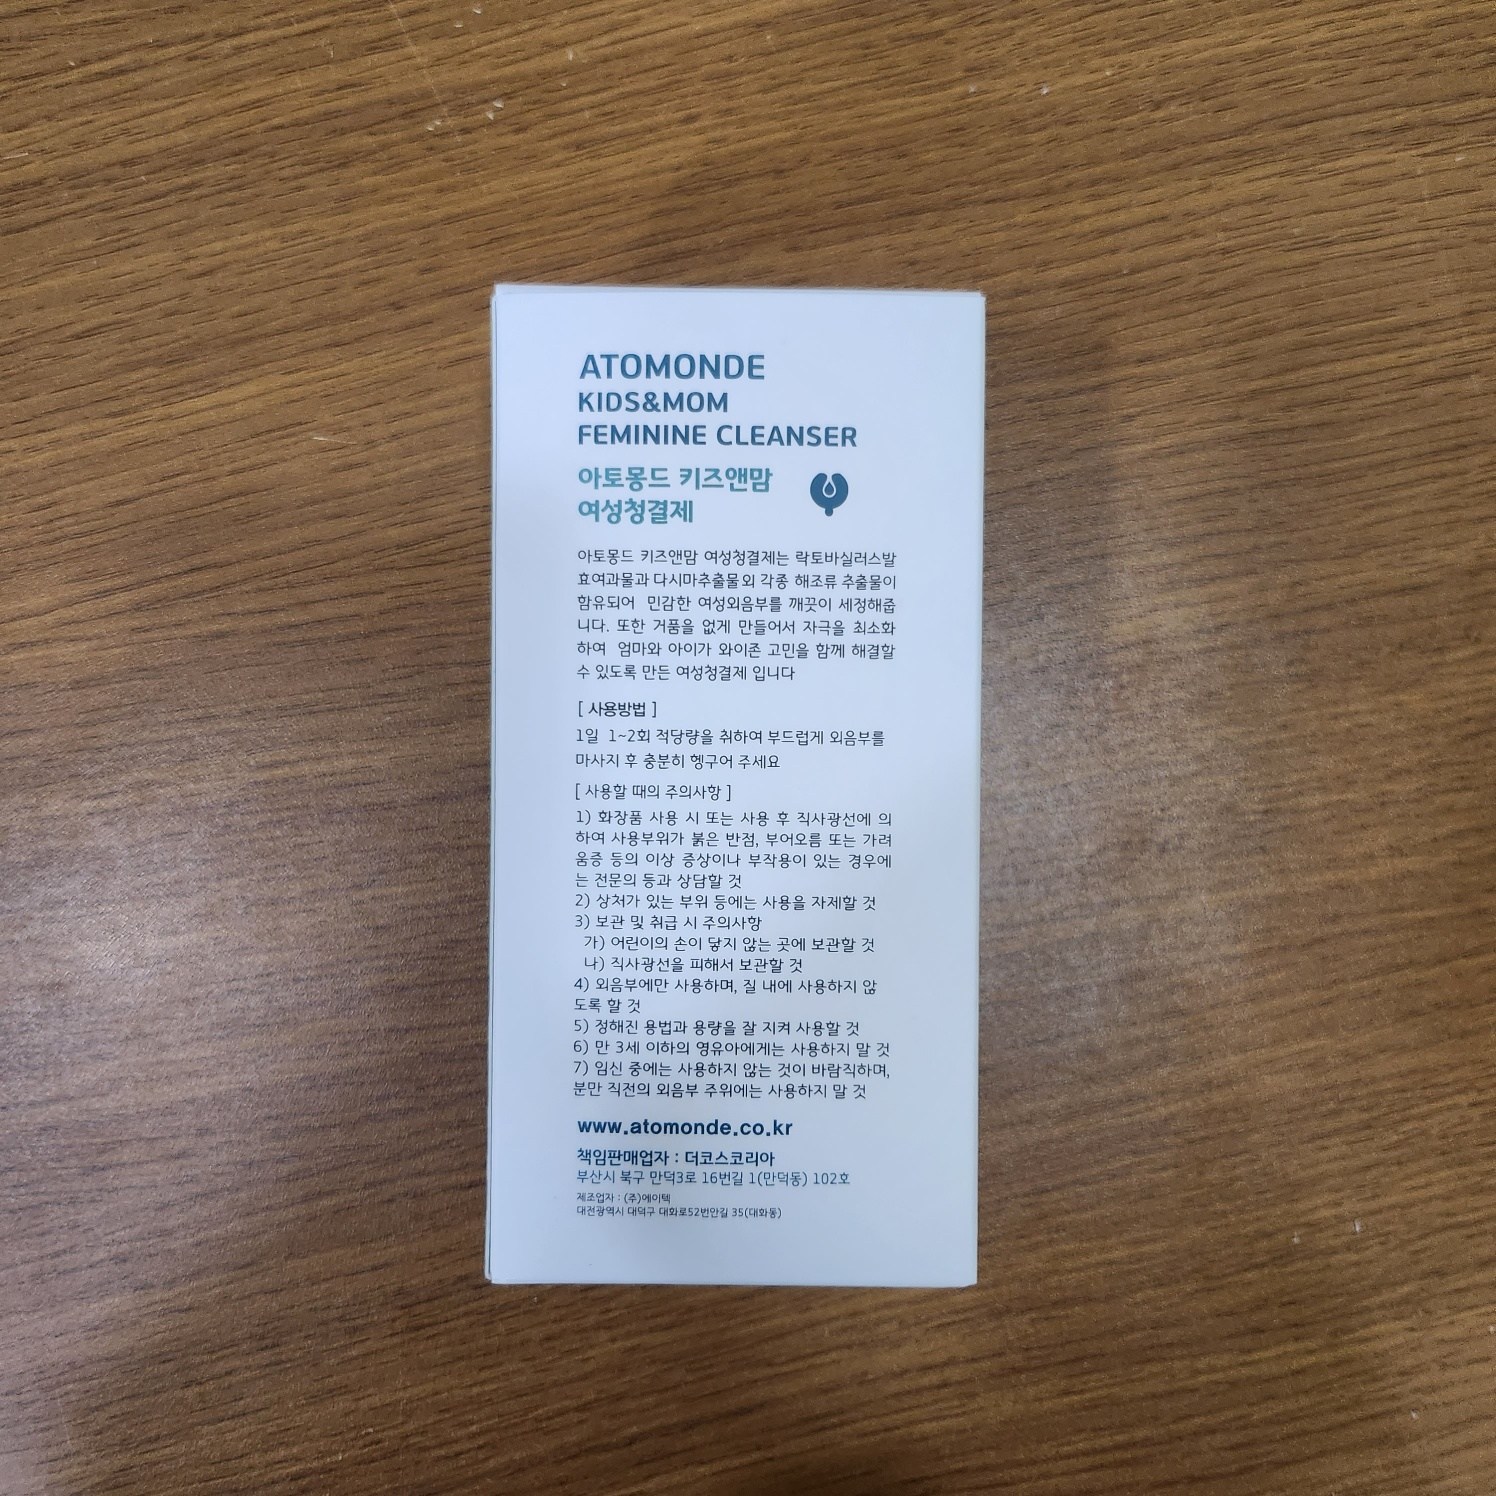 ATOMONDE
KIDS&MOM
FEMININE CLEANSER
아토몽드 키즈앤맘
여성청결제
아토몽드 키즈앤맘 여성청결제는 락토바실러스발
효여과물과 다시마추출물외 각종 해조류 추출물이
함유되어 민감한 여성외음부를 깨끗이 세정해줍
니다. 또한 거품을 없게 만들어서 자극을 최소화
하여 엄마와 아이가 와이존 고민을 함께 해결할
수 있도록 만든 여성청결제 입니다
[ 사용방법 ]
1일 1~2회 적당량을 취하여 부드럽게 외음부를
마사지 후 충분히 헹구어 주세요
[ 사용할 때의 주의사항 ]
1) 화장품 사용 시 또는 사용 후 직사광선에 의
하여 사용부위가 붉은 반점, 부어오름 또는 가려
움증 등의 이상 증상이나 부작용이 있는 경우에
는 전문의 등과 상담할 것
2) 상처가 있는 부위 등에는 사용을 자제할 것
3) 보관 및 취급 시 주의사항
가) 어린이의 손이 닿지 않는 곳에 보관할 것
나) 직사광선을 피해서 보관할 것
4) 외음부에만 사용하며, 질 내에 사용하지 않
도록 할 것
5) 정해진 용법과 용량을 잘 지켜 사용할 것
6) 만 3세 이하의 영유아에게는 사용하지 말 것
7) 임신 중에는 사용하지 않는 것이 바람직하며,
분만 직전의 외음부 주위에는 사용하지 말 것
www.atomonde.co.kr
책임판매업자 : 더코스코리아
부산시 북구 만덕3로 16번길 1(만덕동) 102호
제조업자 : (주)에이텍
대전광역시 대덕구 대화로52번안길 35(대화동)